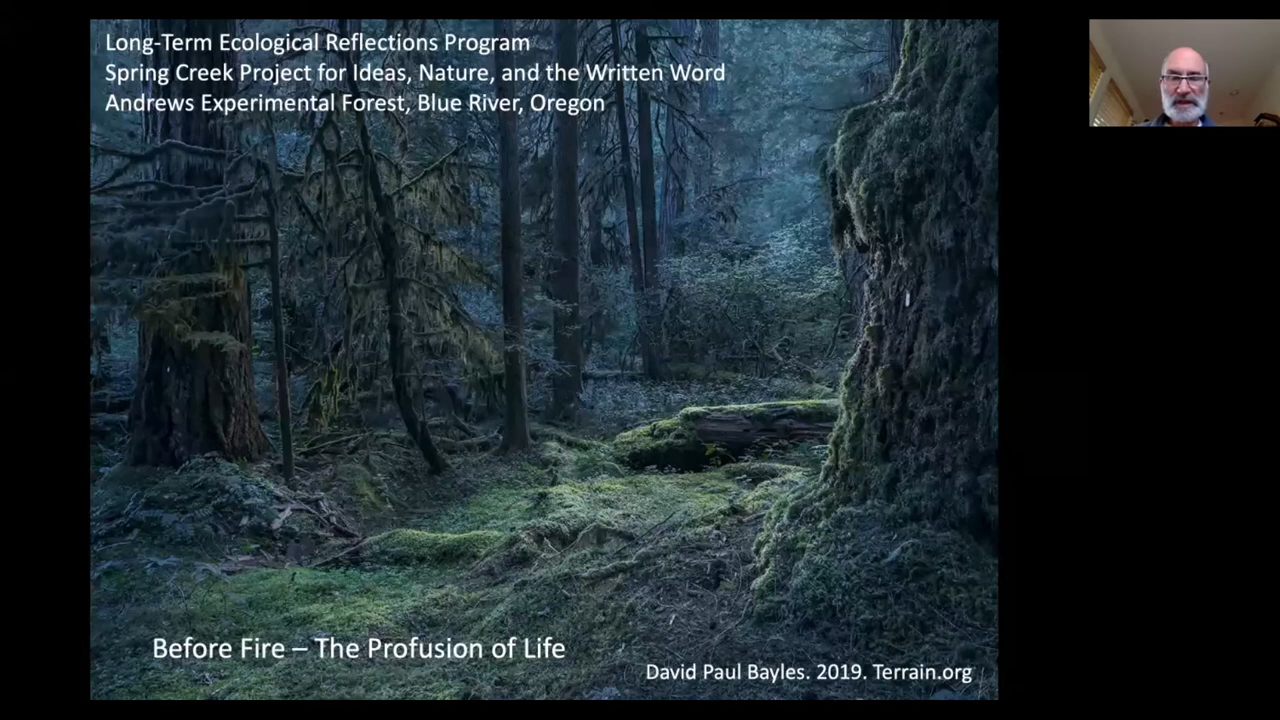 Long-Term Ecological Reflections Program
Spring Creek Project for Ideas, Nature, and the Written Word
Andrews Experimental Forest, Blue River, Oregon
Before Fire – The Profusion of Life
David Paul Bayles. 2019. Terrain.org